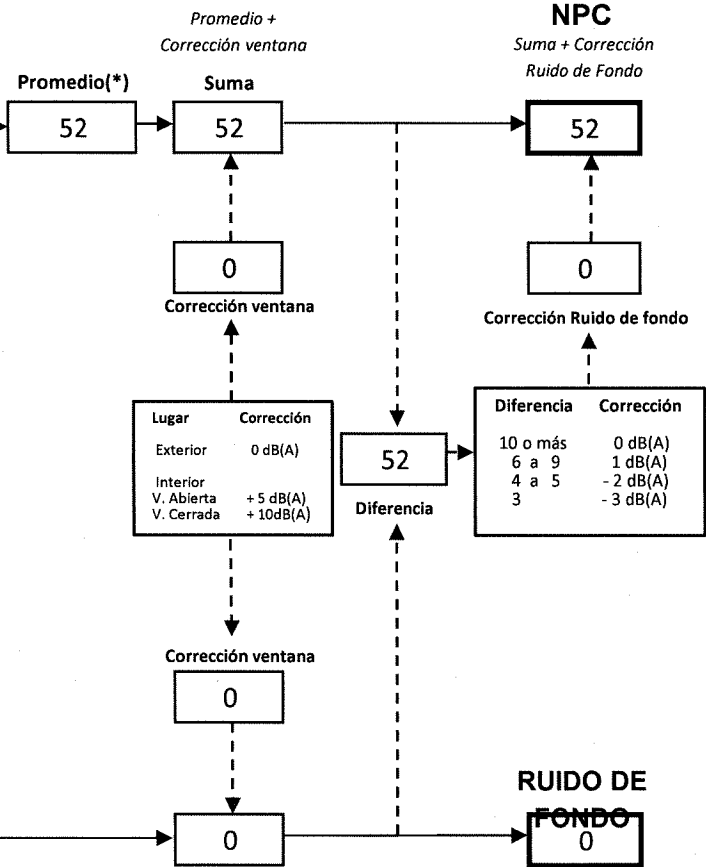 Promedio +
Corrección ventana
NPC
Suma + Corrección
Ruido de Fondo
Promedio(*)
Suma
52
52
52
0
0
Corrección ventana
Corrección Ruido de fondo
Lugar Corrección
Exterior 0 dB(A)
Interior
V. Abierta + 5 dB(A)
V. Cerrada + 10dB(A)
52
Diferencia
Diferencia Corrección
10 o más 0 dB(A)
6 a 9 1 dB(A)
4 a 5 - 2 dB(A)
3 - 3 dB(A)
Corrección ventana
0
RUIDO DE
FONDO
0
0